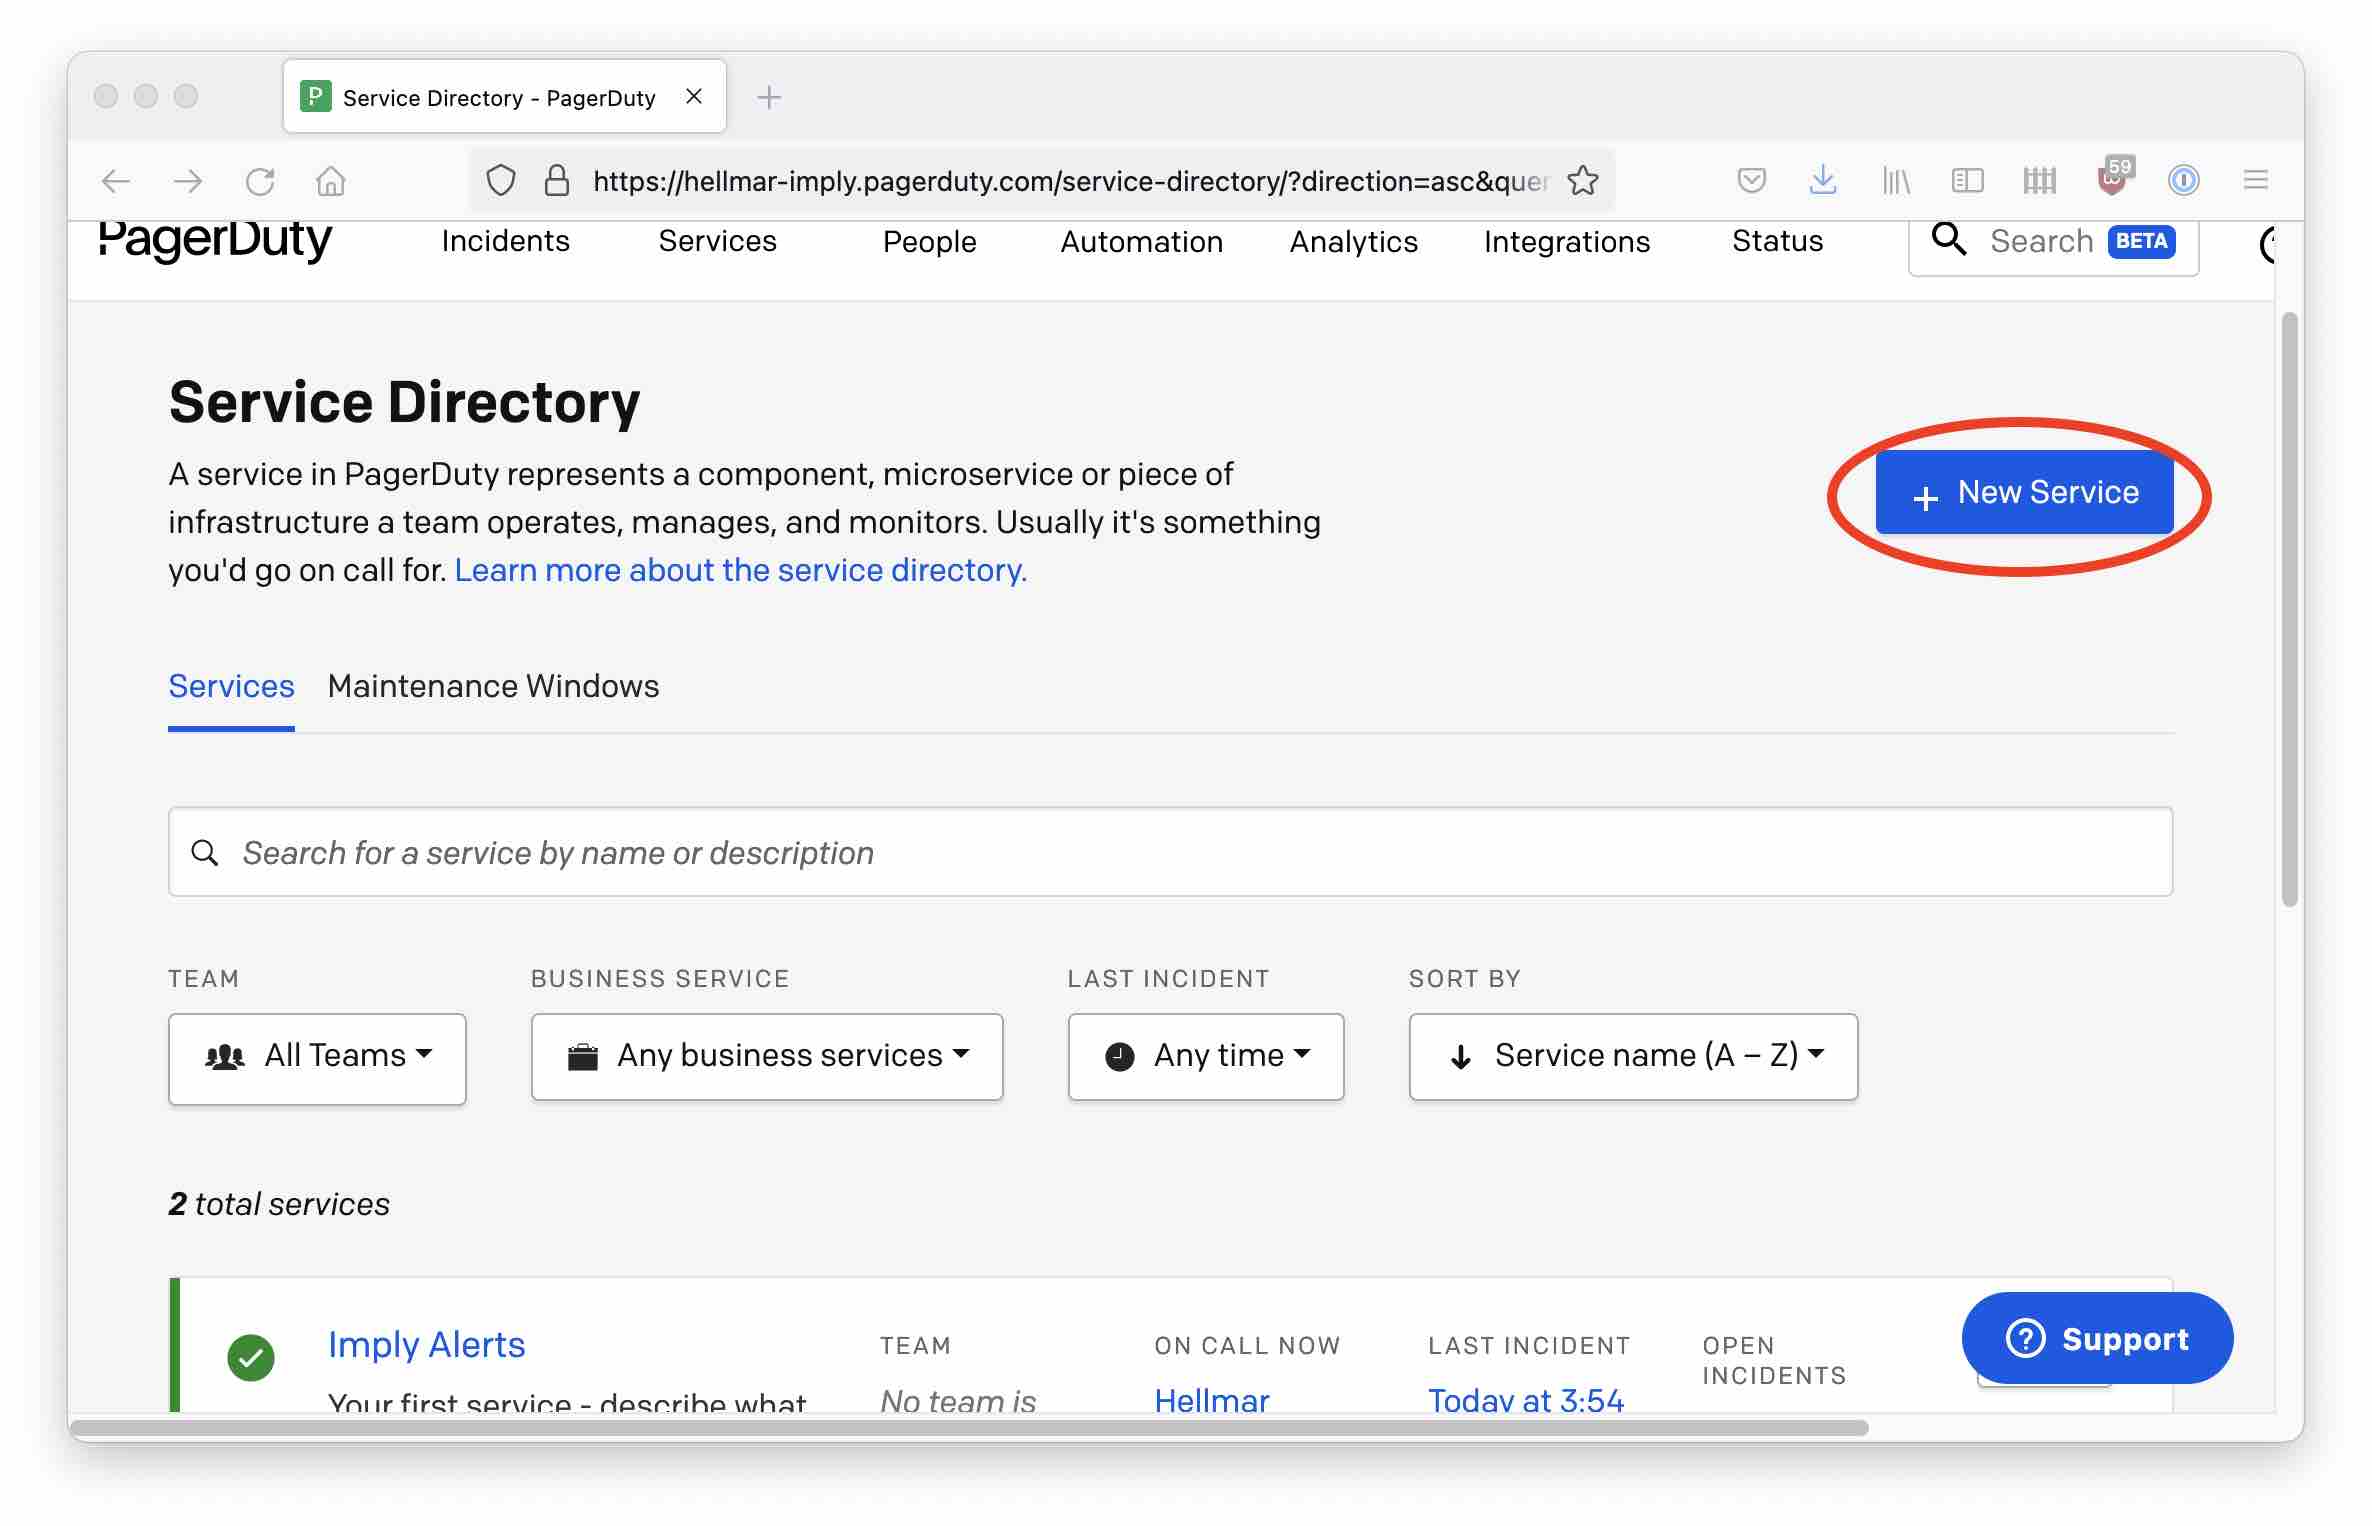 Service Directory - PagerDuty
59
https://hellmar-imply.pagerduty.com/service-directory/?direction=asc&quer
PagerDuty Incidents Services People Automation Analytics Integrations Status Search BETA
Service Directory
A service in PagerDuty represents a component, microservice or piece of
infrastructure a team operates, manages, and monitors. Usually it's something
you'd go on call for. Learn more about the service directory.
+ New Service
Services Maintenance Windows
Search for a service by name or description
TEAM BUSINESS SERVICE LAST INCIDENT SORT BY
All Teams Any business services Any time Service name (A – Z)
2 total services
Imply Alerts TEAM ON CALL NOW LAST INCIDENT OPEN
INCIDENTS
Your first service - describe what No team is Hellmar Today at 3:54
Support